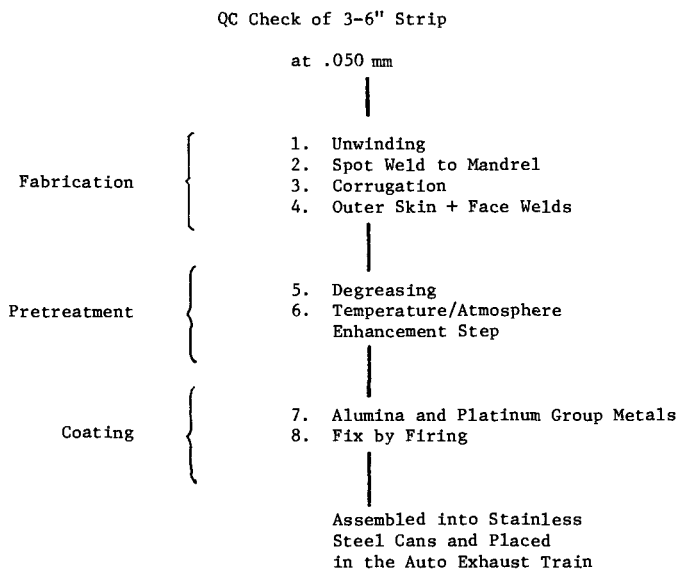 QC Check of 3-6" Strip
at .050 mm
Fabrication
1. Unwinding
2. Spot Weld to Mandrel
3. Corrugation
4. Outer Skin + Face Welds
Pretreatment
5. Degreasing
6. Temperature/Atmosphere
Enhancement Step
Coating
7. Alumina and Platinum Group Metals
8. Fix by Firing
Assembled into Stainless
Steel Cans and Placed
in the Auto Exhaust Train